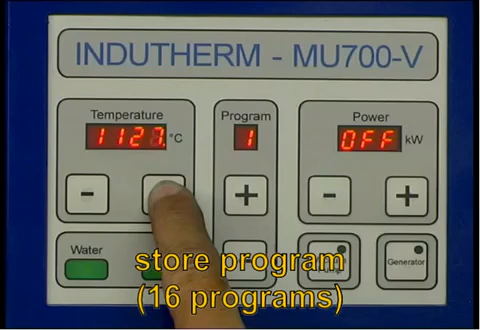 INDUTHERM - MU700-V
Temperature
1127. °C
Program
1
Power
OFF kW
-
+
-
+
Water
Generator
store program
(16 programs)